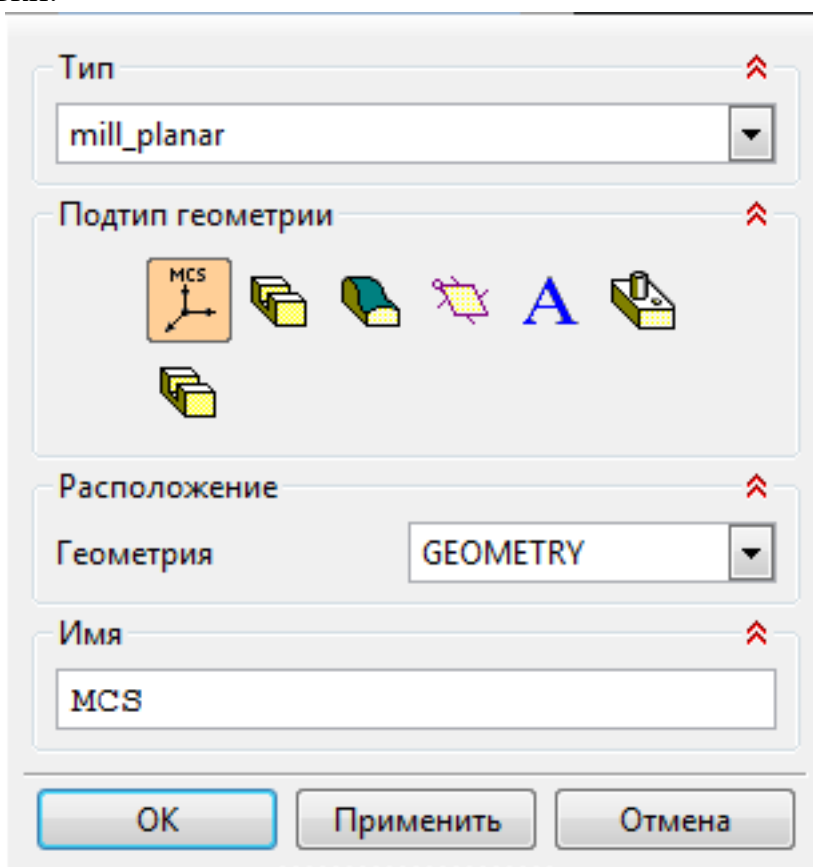 Тип
mill_planar
Подтип геометрии
MCS
A
Расположение
Геометрия GEOMETRY
Имя
MCS
OK Применить Отмена